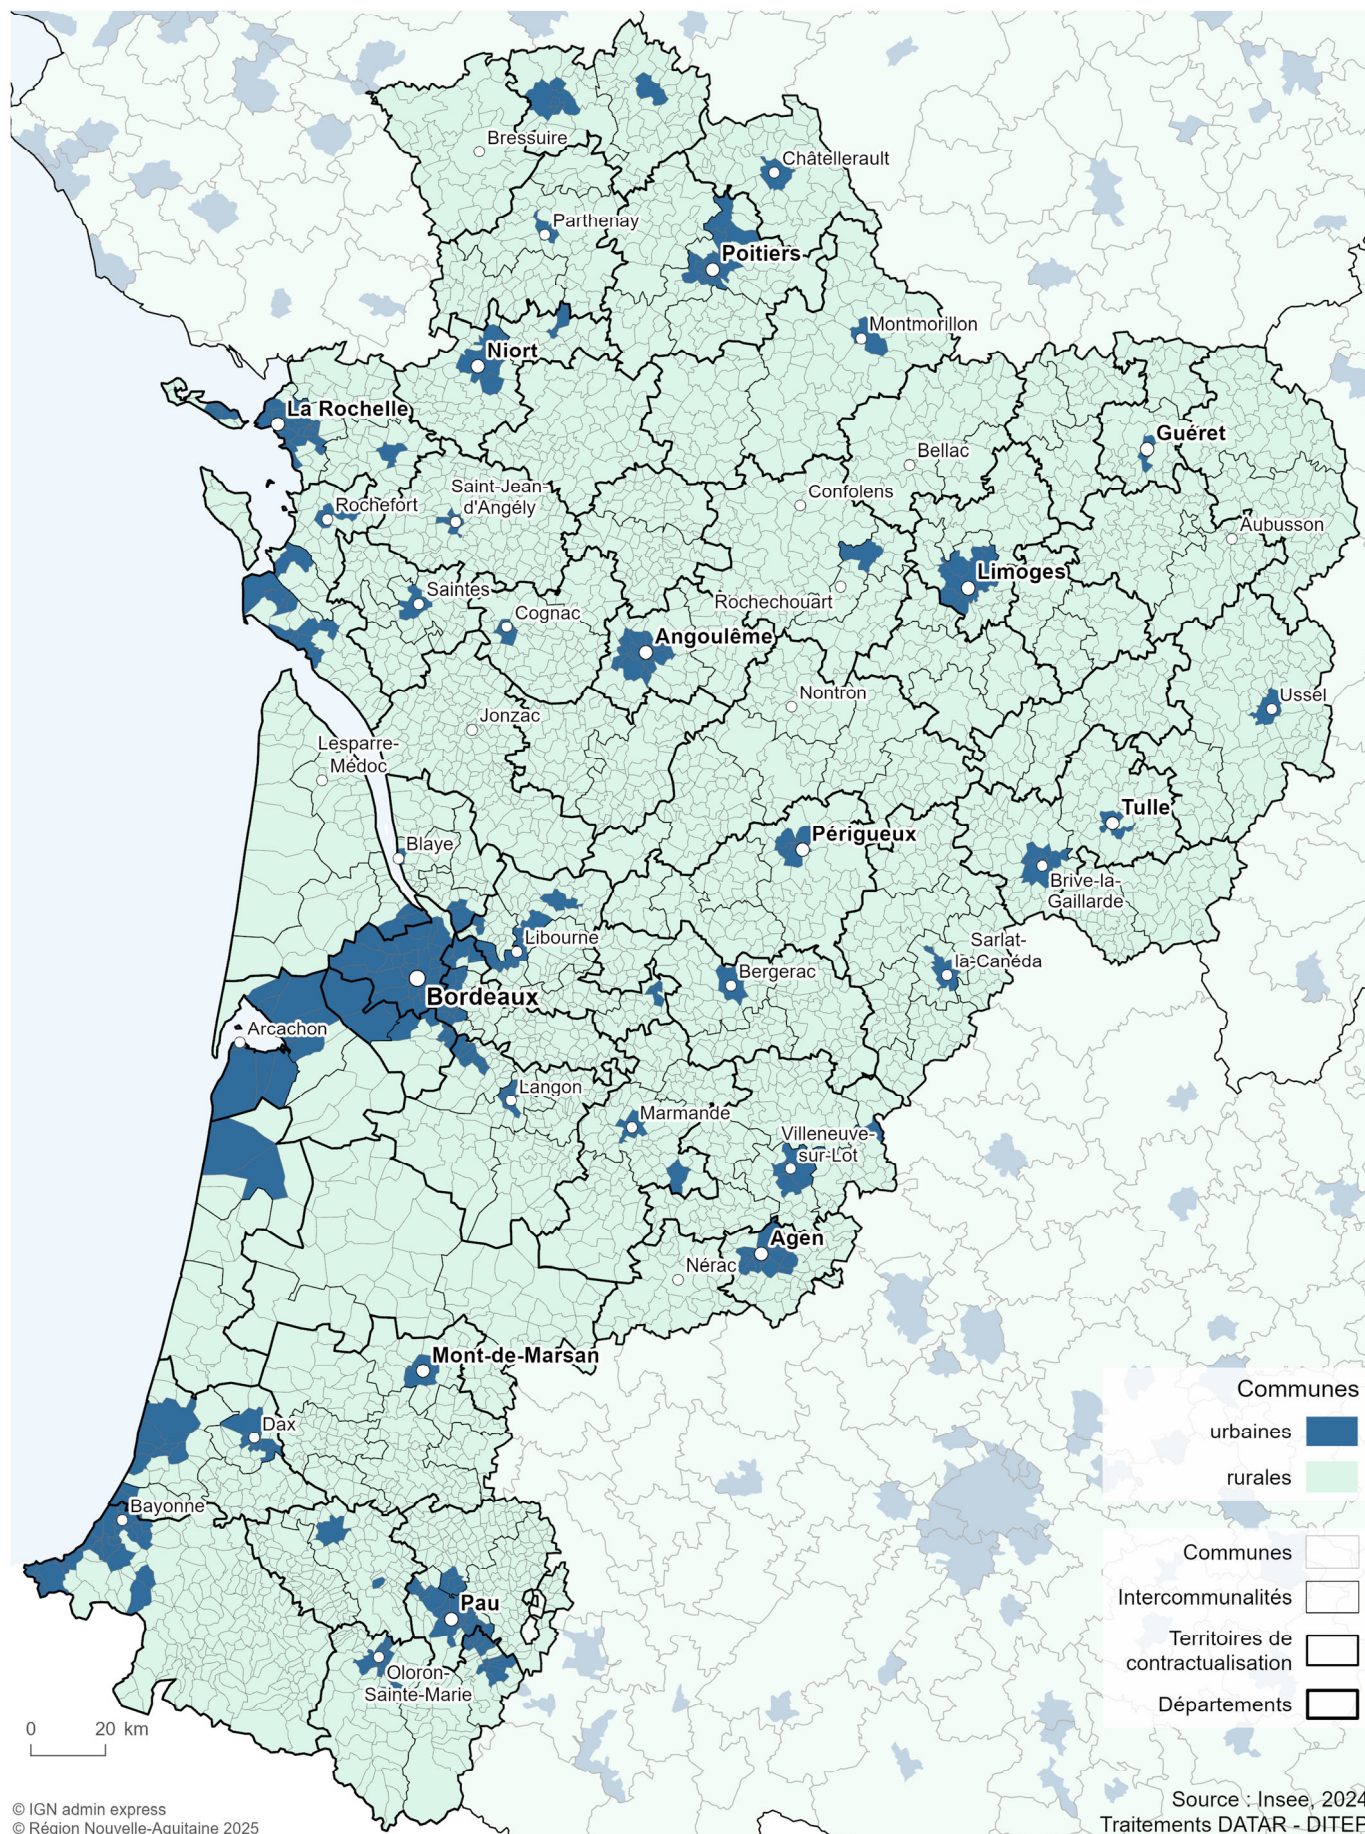 Bressuire
Châtellerault
Parthenay
Poitiers
Montmorillon
Niort
La Rochelle
Guéret
Bellac
Saint-Jean-
d'Angély
Confolens
Rochefort
Aubusson
Limoges
Saintes
Rochechouart
Cognac
Angoulême
Nontron
Ussel
Jonzac
Lesparre-
Médoc
Tulle
Périgueux
Blaye
Brive-la-
Gaillarde
Libourne
Sarlat-
la-Canéda
Bergerac
Bordeaux
Arcachon
Langon
Marmande
Villeneuve-
sur-Lot
Agen
Nérac
Mont-de-Marsan
Dax
Bayonne
Pau
Oloron-
Sainte-Marie
Communes
urbaines
rurales
Communes
Intercommunalités
Territoires de
contractualisation
Départements
0 20 km
© IGN admin express
© Région Nouvelle-Aquitaine 2025
Source : Insee, 2024
Traitements DATAR - DITEP